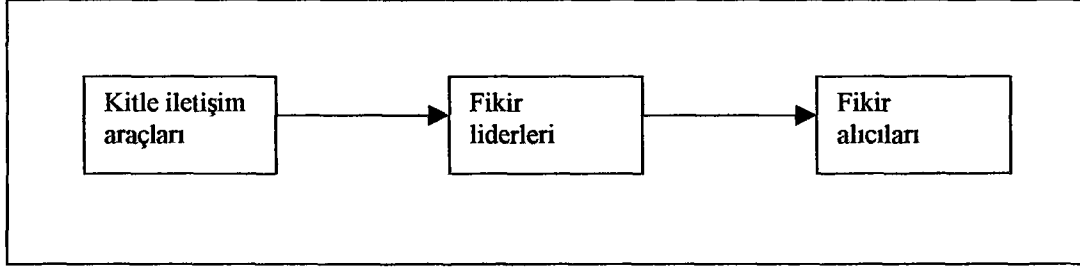 Kitle iletişim
araçları
Fikir
liderleri
Fikir
alıcıları